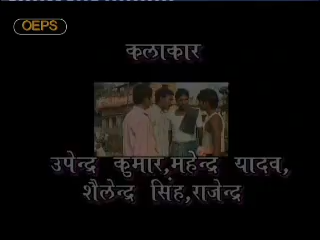 OEPS
कलाकार
उपेन्द्र कुमार,महेन्द्र यादव,
शैलेन्द्र सिंह,राजेन्द्र